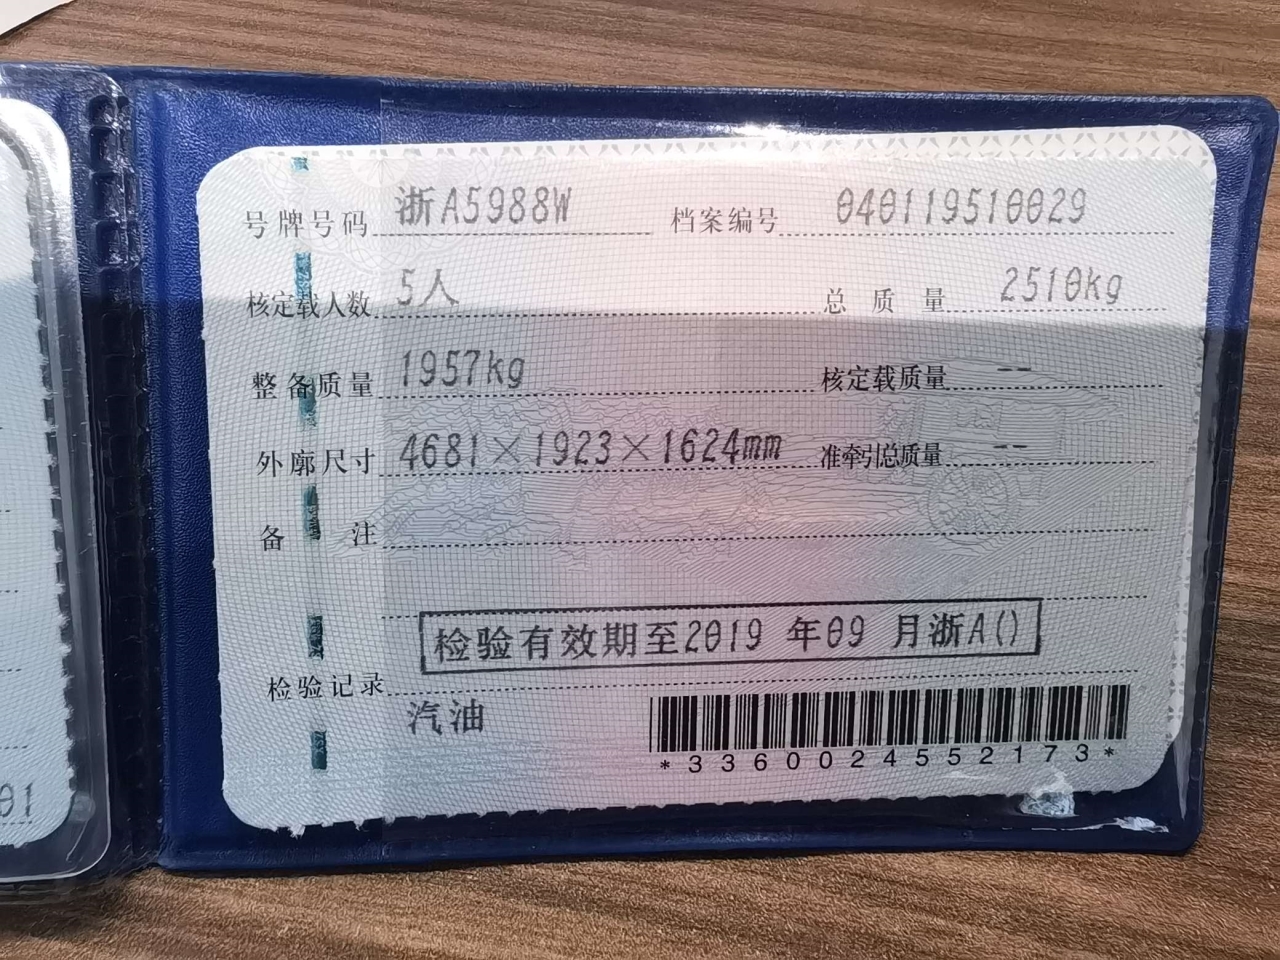 号牌号码 浙A5988W 档案编号 040119510029
核定载人数 5人 总质量 2510kg
整备质量 1957kg 核定载质量 --
外廓尺寸 4681×1923×1624mm 准牵引总质量 --
备注
检验有效期至2019 年09 月浙A()
检验记录
汽油
*3360024552173*
01